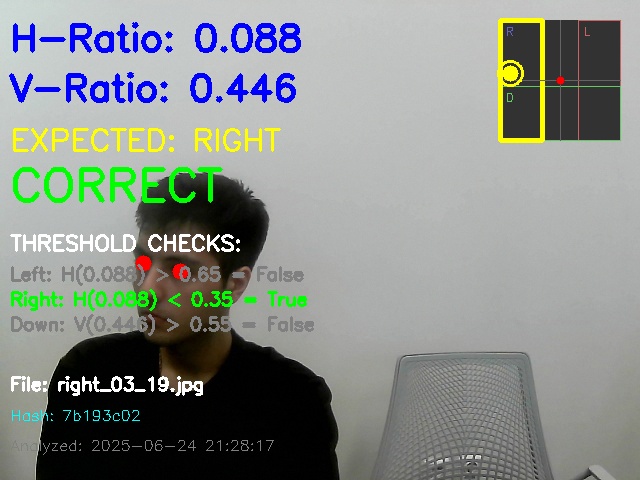 H-Ratio: 0.088
V-Ratio: 0.446
EXPECTED: RIGHT
CORRECT
THRESHOLD CHECKS:
Left: H(0.088) > 0.65 = False
Right: H(0.088) < 0.35 = True
Down: V(0.446) > 0.55 = False
File: right_03_19.jpg
Hash: 7b193c02
Analyzed: 2025-06-24 21:28:17
R L
D